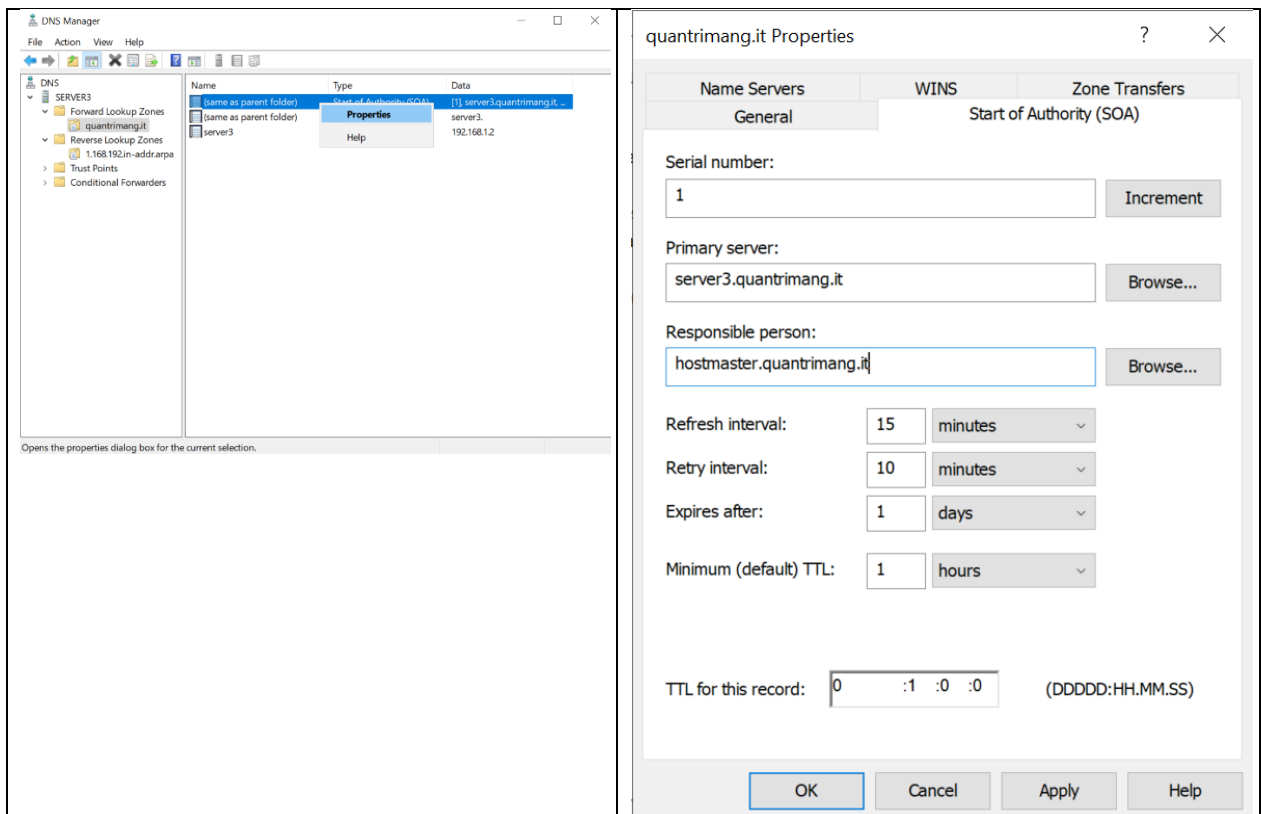 DNS Manager
File Action View Help
DNS
SERVER3
Forward Lookup Zones
quantrimang.it
Reverse Lookup Zones
1.168.192.in-addr.arpa
Trust Points
Conditional Forwarders
Name Type Data
(same as parent folder) Start of Authority (SOA) [1], server3.quantrimang.it, ...
(same as parent folder) server3.
server3 192.168.1.2
Properties
Help
Opens the properties dialog box for the current selection.
quantrimang.it Properties
Name Servers WINS Zone Transfers
General Start of Authority (SOA)
Serial number:
1 Increment
Primary server:
server3.quantrimang.it Browse...
Responsible person:
hostmaster.quantrimang.it Browse...
Refresh interval: 15 minutes
Retry interval: 10 minutes
Expires after: 1 days
Minimum (default) TTL: 1 hours
TTL for this record: 0 :1 :0 :0 (DDDDD:HH.MM.SS)
OK Cancel Apply Help